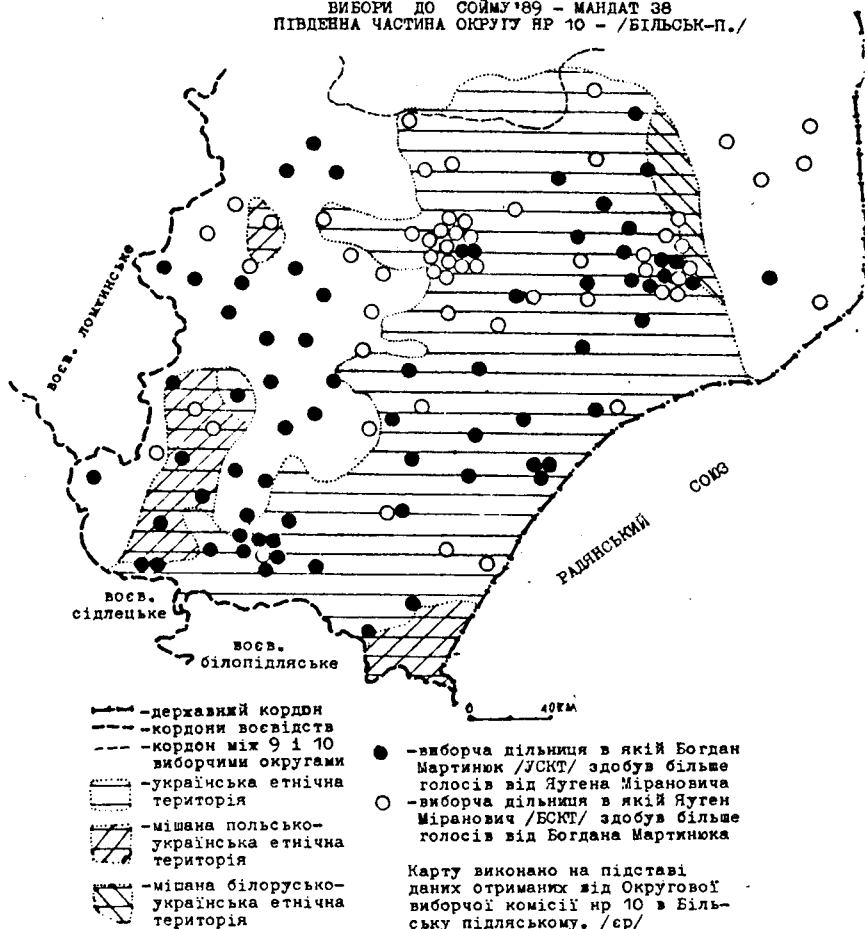 ВИБОРИ ДО СОЙМУ'89 – МАНДАТ 38
ПІВДЕННА ЧАСТИНА ОКРУГУ НР 10 – /БІЛЬСЬК-П./
воєв. ломтинське
РАДЯНСЬКИЙ СОЮЗ
воєв.
сідлецьке
воєв.
білопідляське
0 40км
-державний кордон
-кордони воєвідств
-кордон між 9 і 10
виборчими округами
-українська етнічна
територія
-мішана польсько-
українська етнічна
територія
-мішана білорусько-
українська етнічна
територія
-виборча дільниця в якій Богдан
Мартинюк /УСКТ/ здобув більше
голосів від Яугена Мірановича
-виборча дільниця в якій Яуген
Міранович /БСКТ/ здобув більше
голосів від Богдана Мартинюка
Карту виконано на підставі
даних отриманих від Округової
виборчої комісії нр 10 в Біль-
ську підляському. /єр/